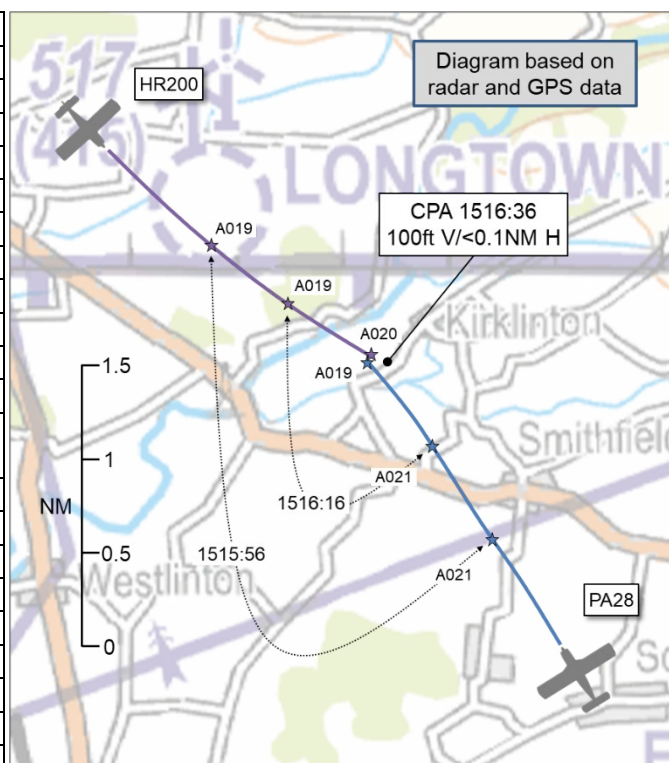 517
(415)
HR200
Diagram based on
radar and GPS data
LONGTOWN
A019
CPA 1516:36
100ft V/<0.1NM H
A019
A020
Kirklinton
A019
1.5
Smithfield
1
A021
1516:16
NM
0.5
1515:56
A021
Westlinton
PA28
0
Sc